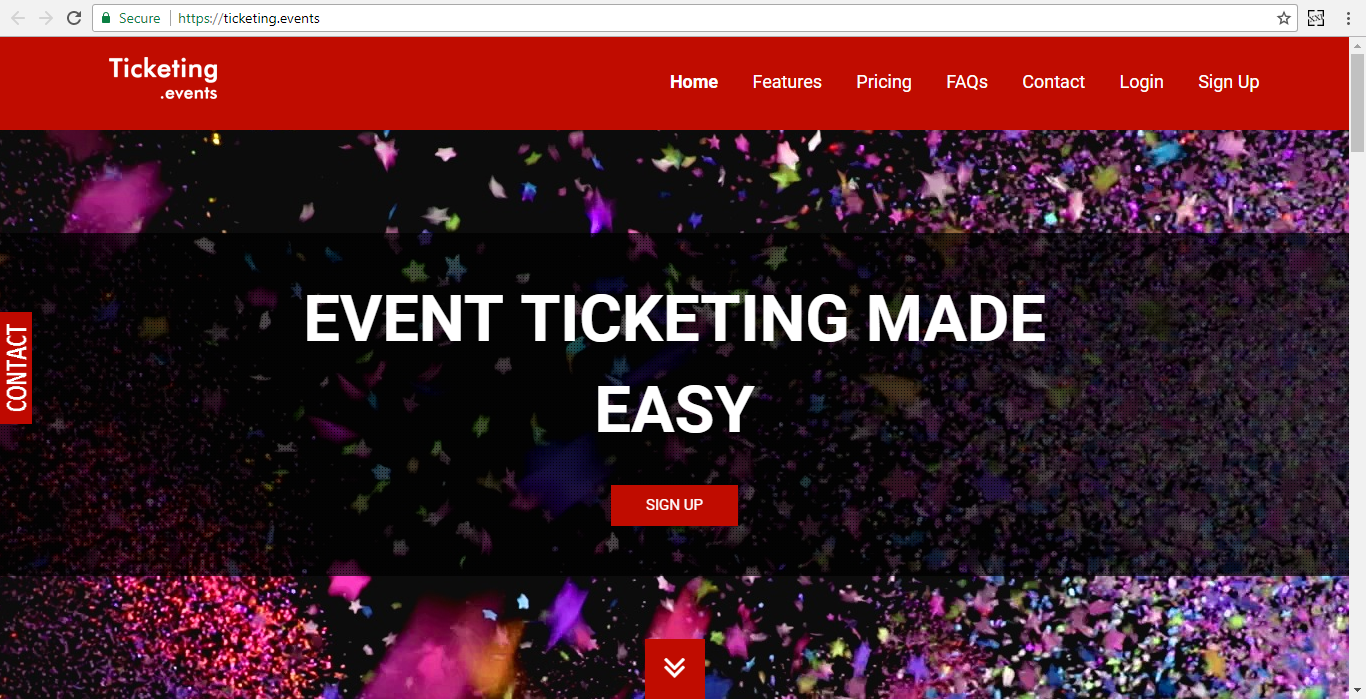 Secure https://ticketing.events
Ticketing
.events
Home Features Pricing FAQs Contact Login Sign Up
EVENT TICKETING MADE
EASY
CONTACT
SIGN UP